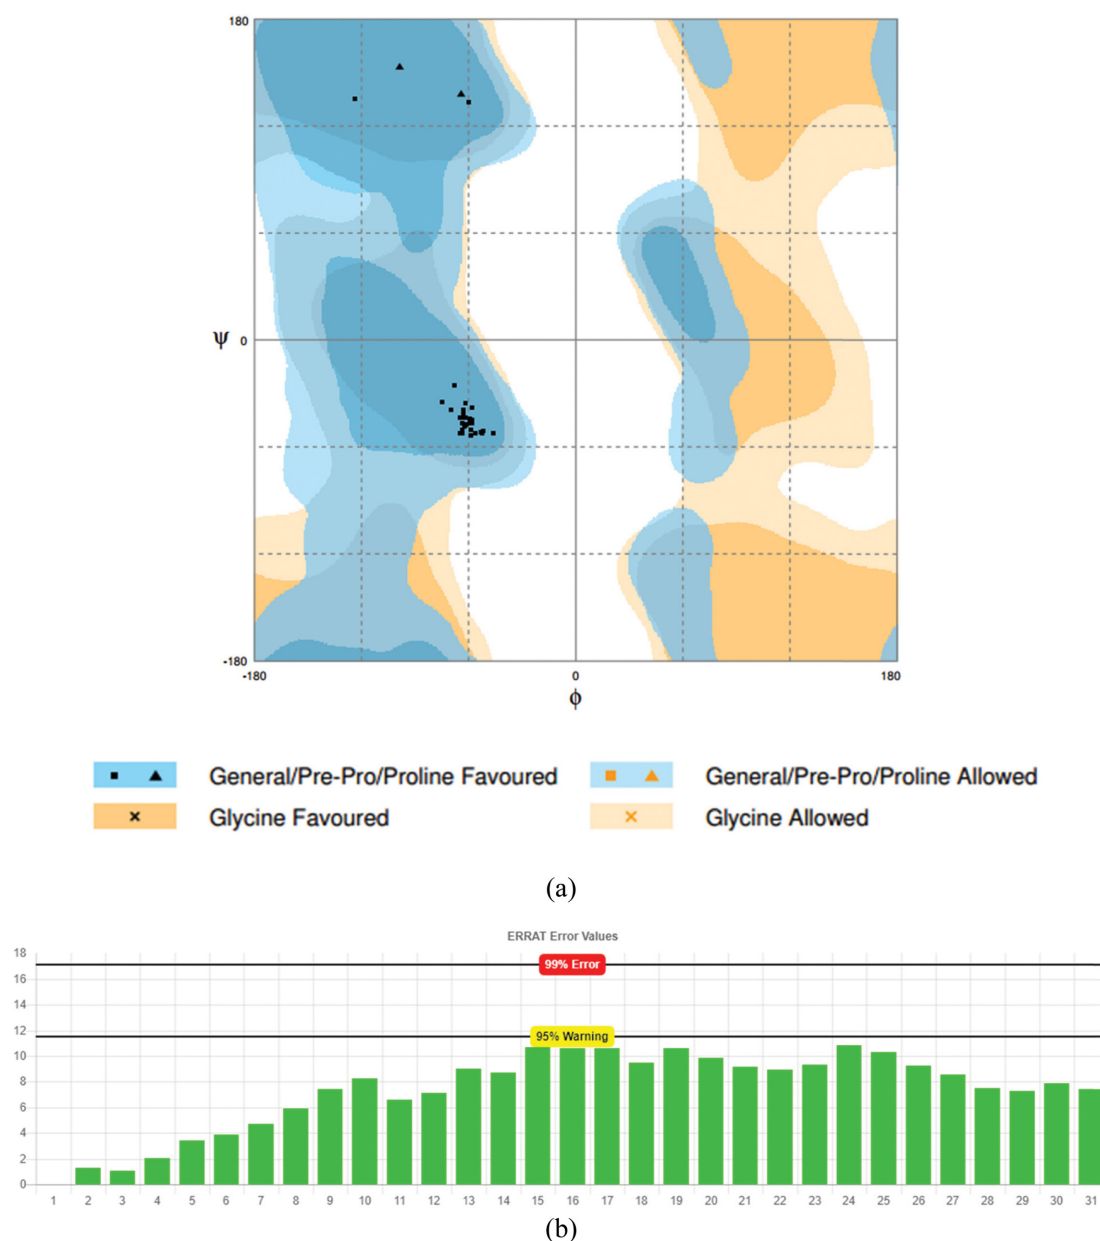 180
ψ 0
-180
-180 0 180
ϕ
General/Pre-Pro/Proline Favoured General/Pre-Pro/Proline Allowed
Glycine Favoured Glycine Allowed
(a)
ERRAT Error Values
18
99% Error
16
14
12
95% Warning
10
8
6
4
2
0
1 2 3 4 5 6 7 8 9 10 11 12 13 14 15 16 17 18 19 20 21 22 23 24 25 26 27 28 29 30 31
(b)